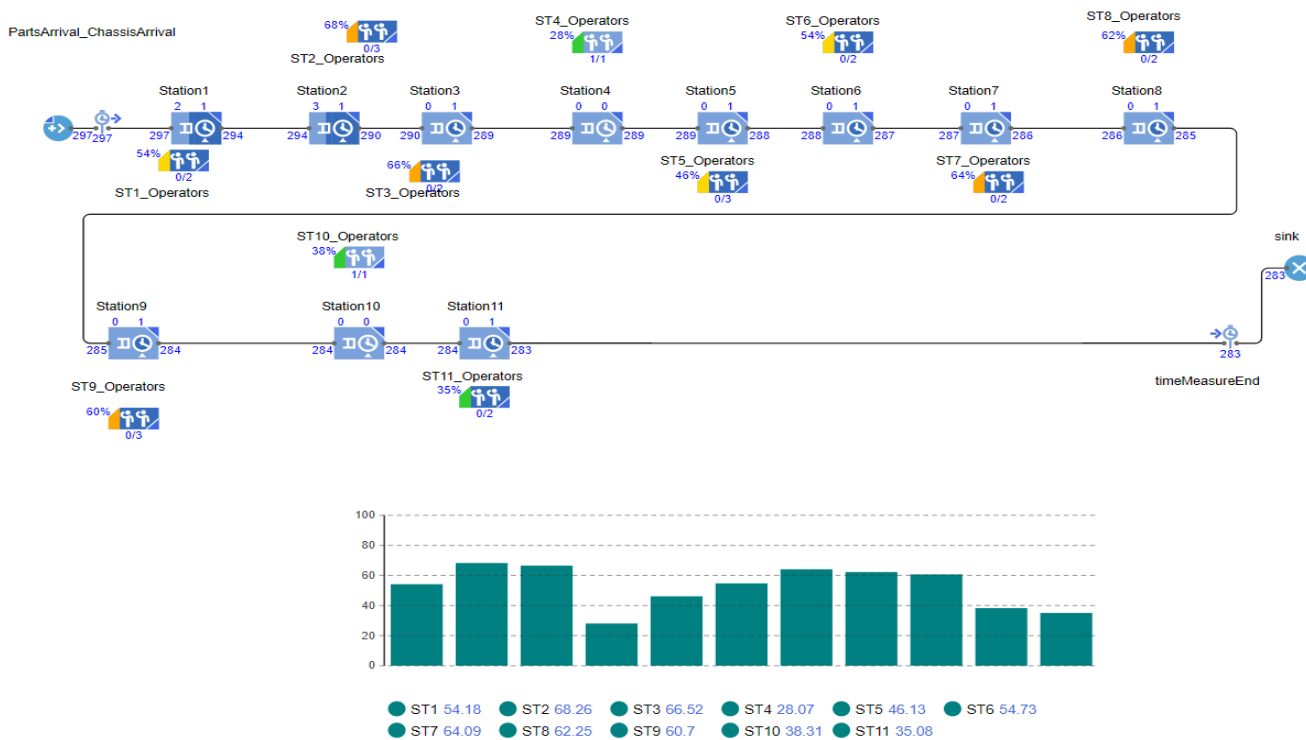 PartsArrival_ChassisArrival
68%
0/3
ST2_Operators
ST4_Operators
28%
1/1
ST6_Operators
54%
0/2
ST8_Operators
62%
0/2
Station1
2 1
297 297 297 294
54%
0/2
ST1_Operators
Station2
3 1
294 290
Station3
0 1
290 289
66%
0/2
ST3_Operators
Station4
0 0
289 289
Station5
0 1
289 288
ST5_Operators
46%
0/3
Station6
0 1
288 287
Station7
0 1
287 286
ST7_Operators
64%
0/2
Station8
0 1
286 285
ST10_Operators
38%
1/1
sink
283
Station9
0 1
285 284
ST9_Operators
60%
0/3
Station10
0 0
284 284
Station11
0 1
284 283
ST11_Operators
35%
0/2
283
timeMeasureEnd
100
80
60
40
20
0
ST1 54.18 ST2 68.26 ST3 66.52 ST4 28.07 ST5 46.13 ST6 54.73
ST7 64.09 ST8 62.25 ST9 60.7 ST10 38.31 ST11 35.08